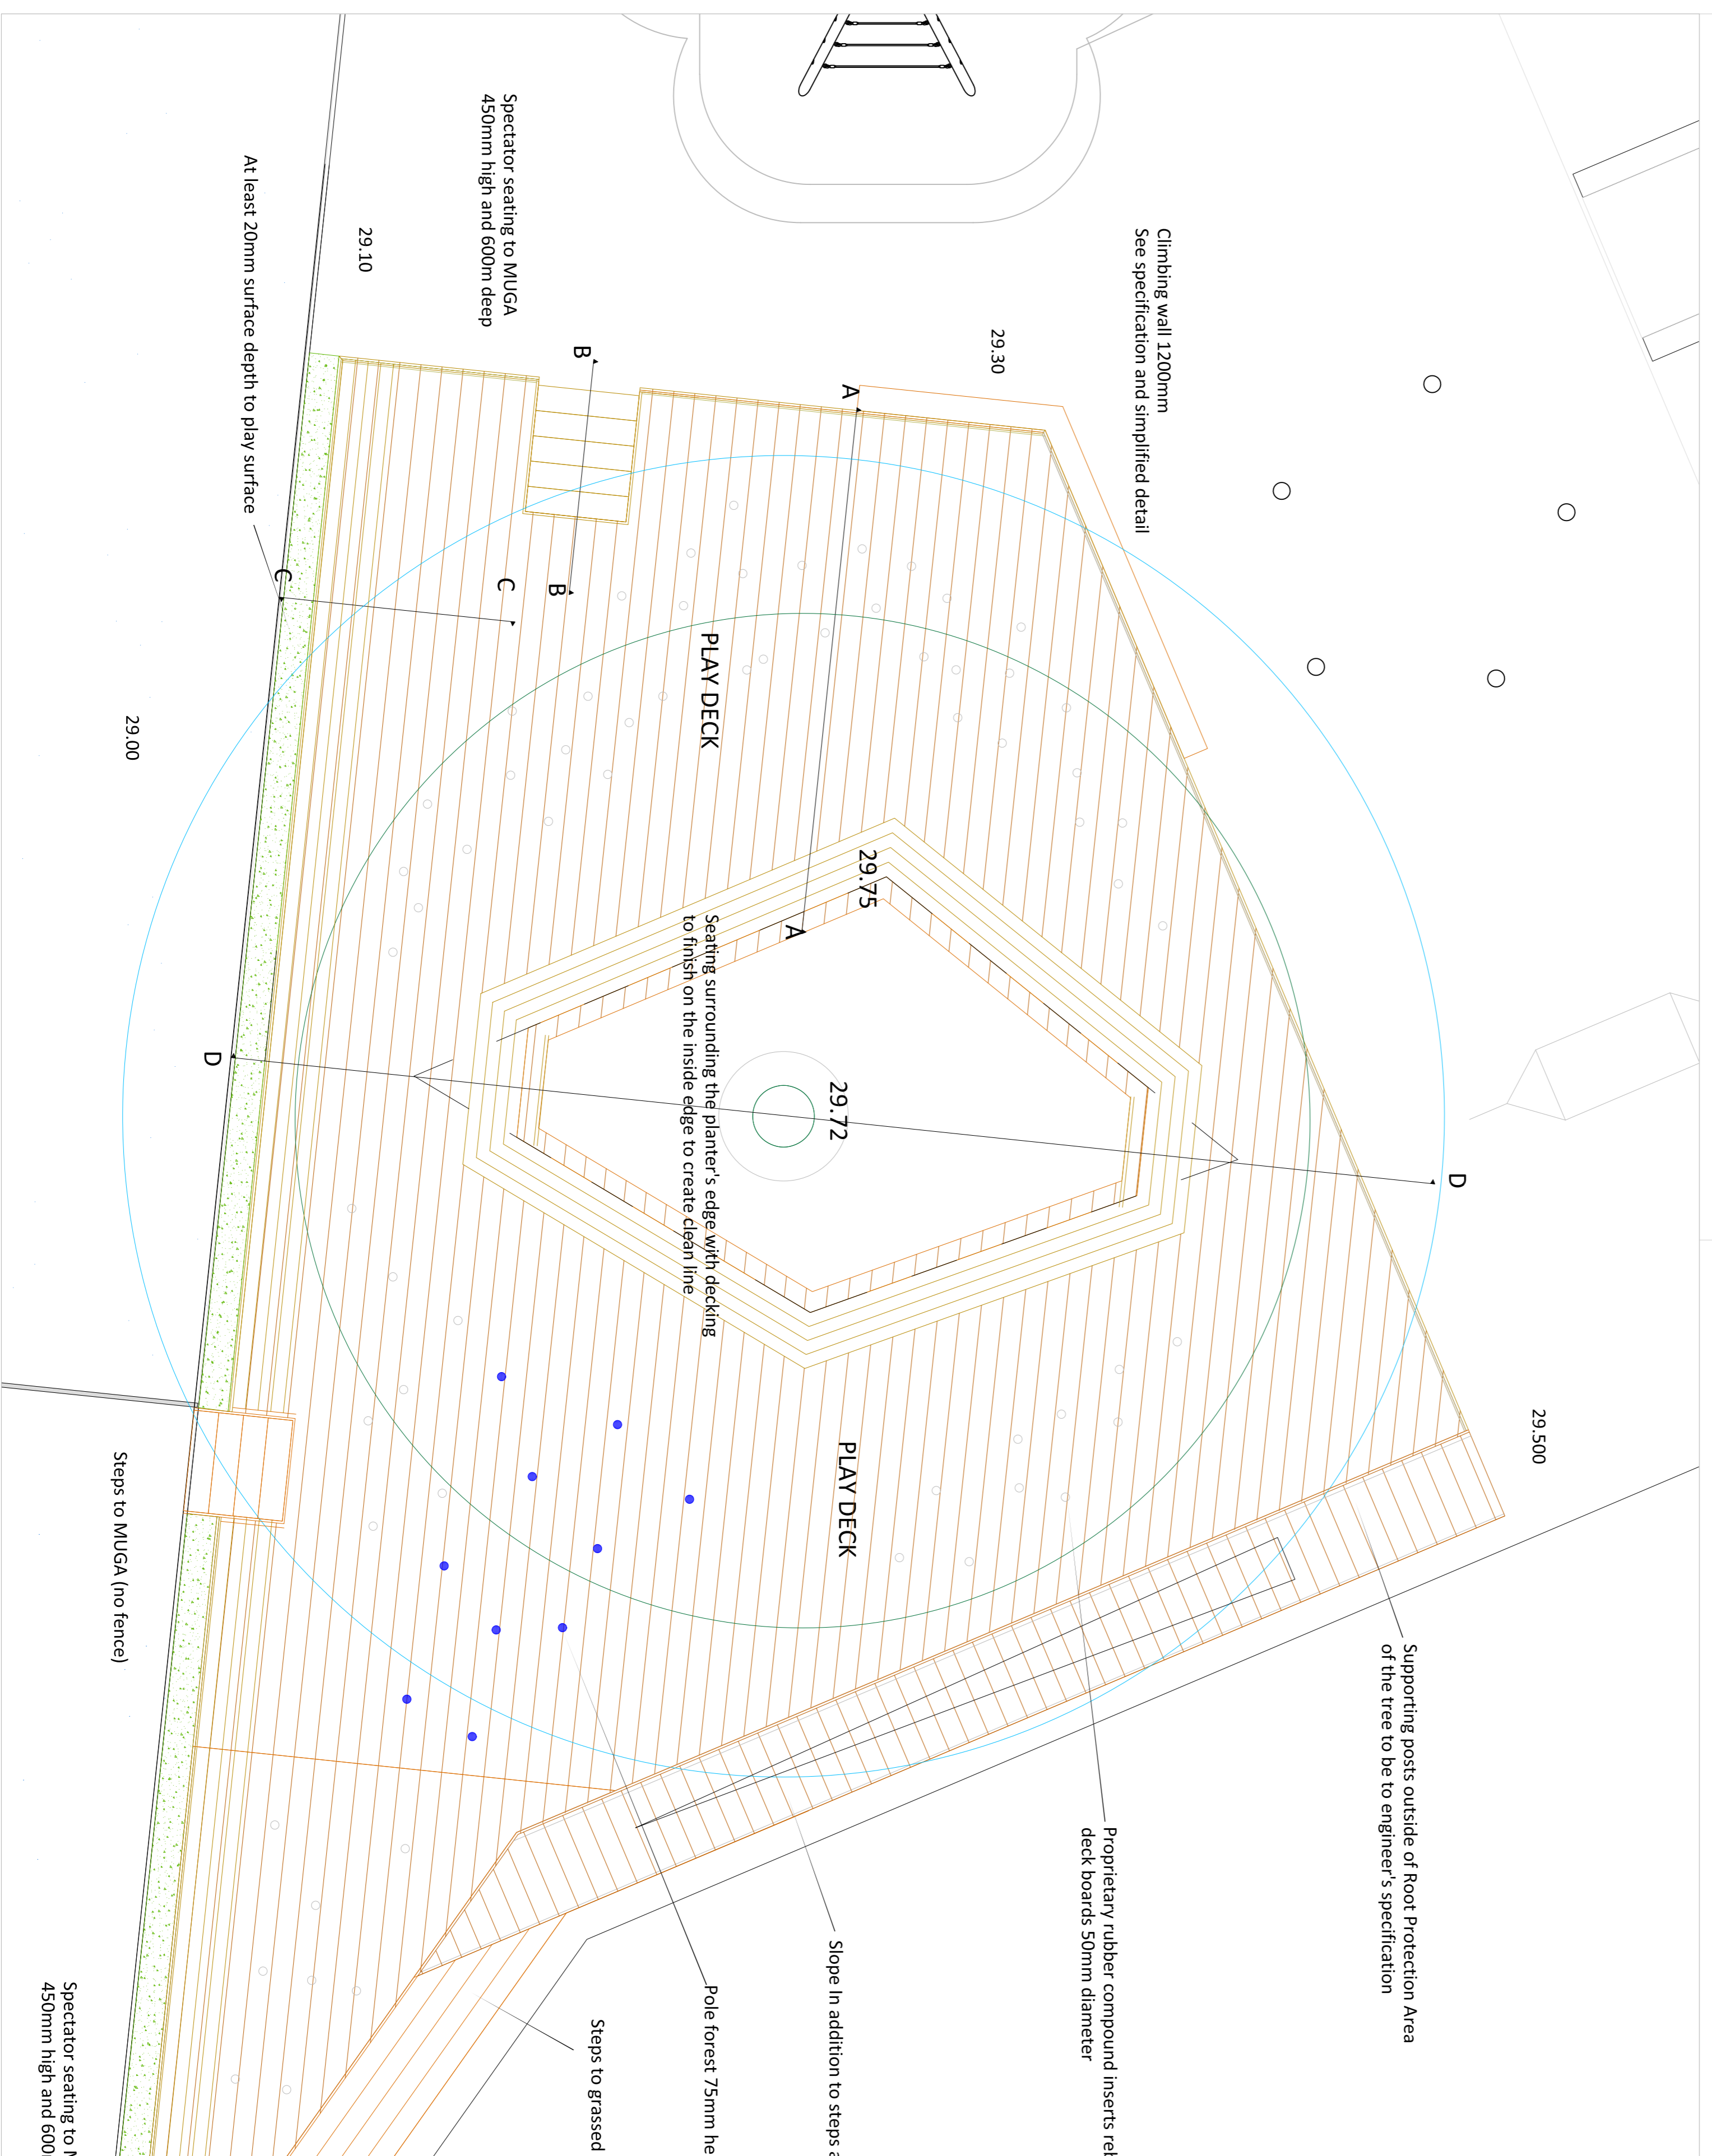 Supporting posts outside of Root Protection Area
of the tree to be to engineer's specification
29.500
D
Climbing wall 1200mm
See specification and simplified detail
Proprietary rubber compound inserts
deck boards 50mm diameter
29.30
A
29.75
A
29.72
PLAY DECK
Slope In addition to steps
PLAY DECK
Seating surrounding the planter's edge with decking
to finish on the inside edge to create clean line
Pole forest 75mm
B
B
Steps to grassed
Spectator seating to MUGA
450mm high and 600m deep
C
C
29.10
At least 20mm surface depth to play surface
D
29.00
Steps to MUGA (no fence)
Spectator seating to
450mm high and